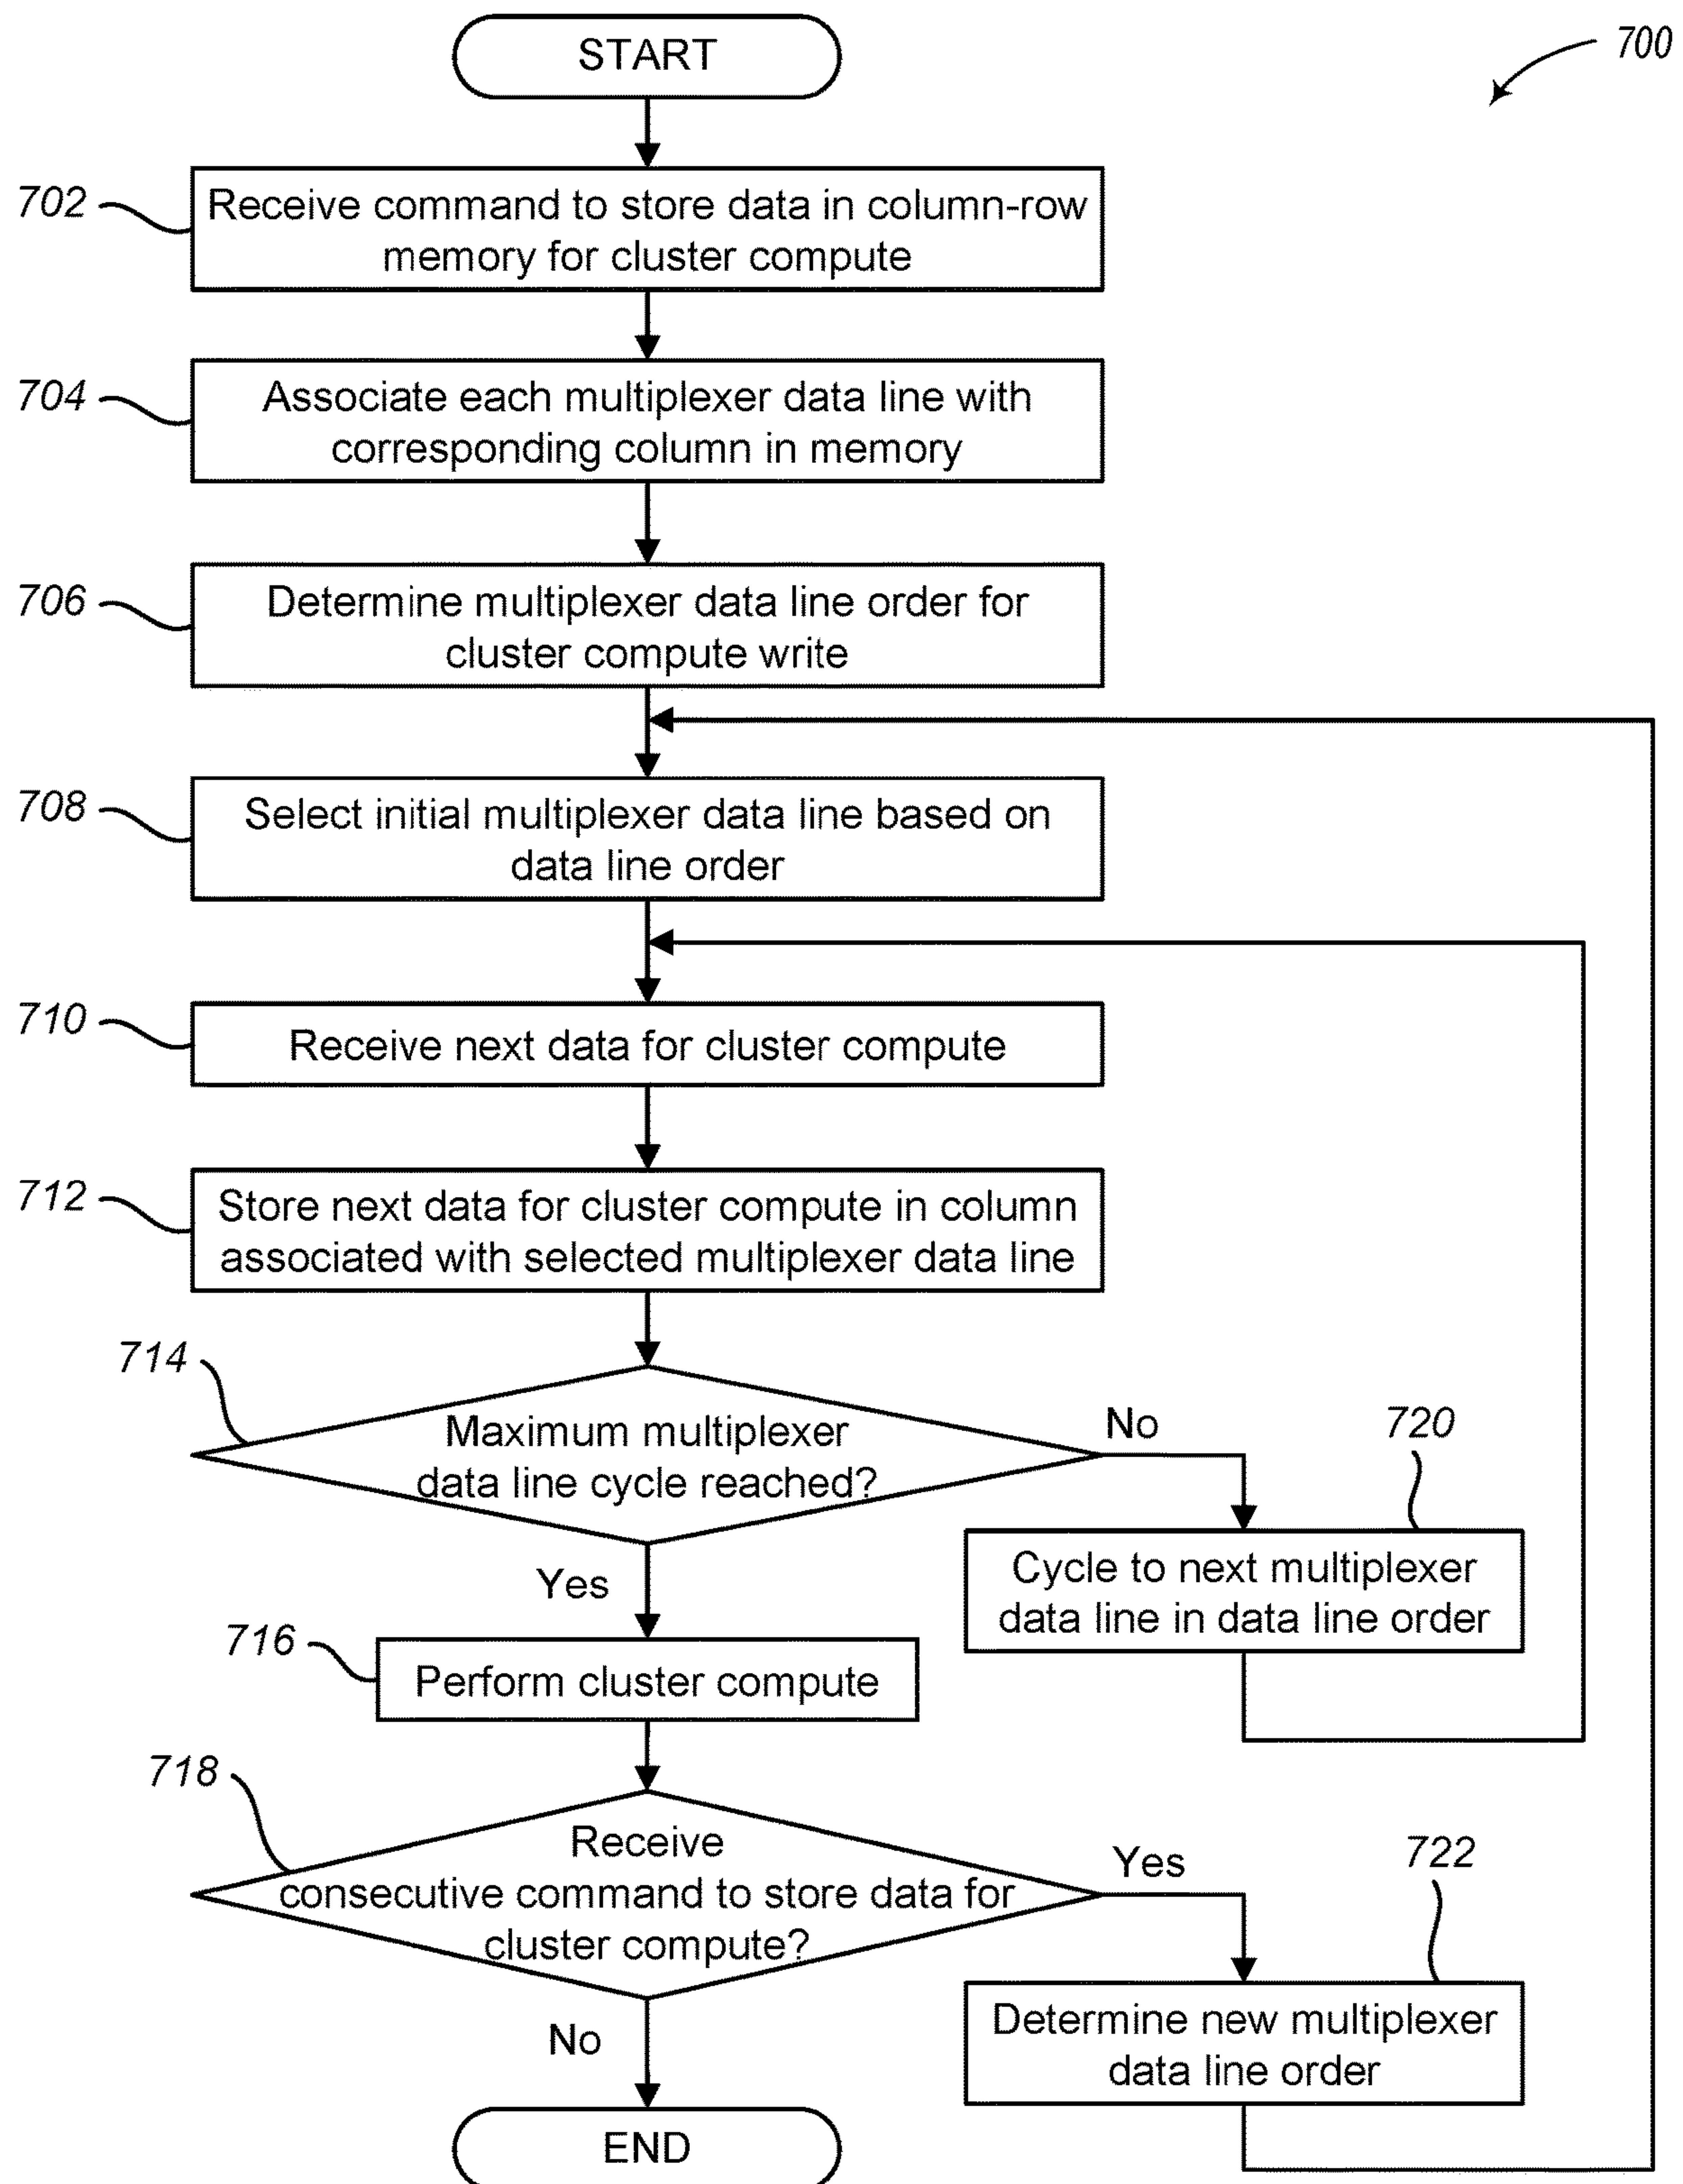 START
700
702
Receive command to store data in column-row
memory for cluster compute
704
Associate each multiplexer data line with
corresponding column in memory
706
Determine multiplexer data line order for
cluster compute write
708
Select initial multiplexer data line based on
data line order
710
Receive next data for cluster compute
712
Store next data for cluster compute in column
associated with selected multiplexer data line
714
Maximum multiplexer
data line cycle reached?
No
720
Cycle to next multiplexer
data line in data line order
Yes
716
Perform cluster compute
718
Receive
consecutive command to store data for
cluster compute?
Yes
722
Determine new multiplexer
data line order
No
END